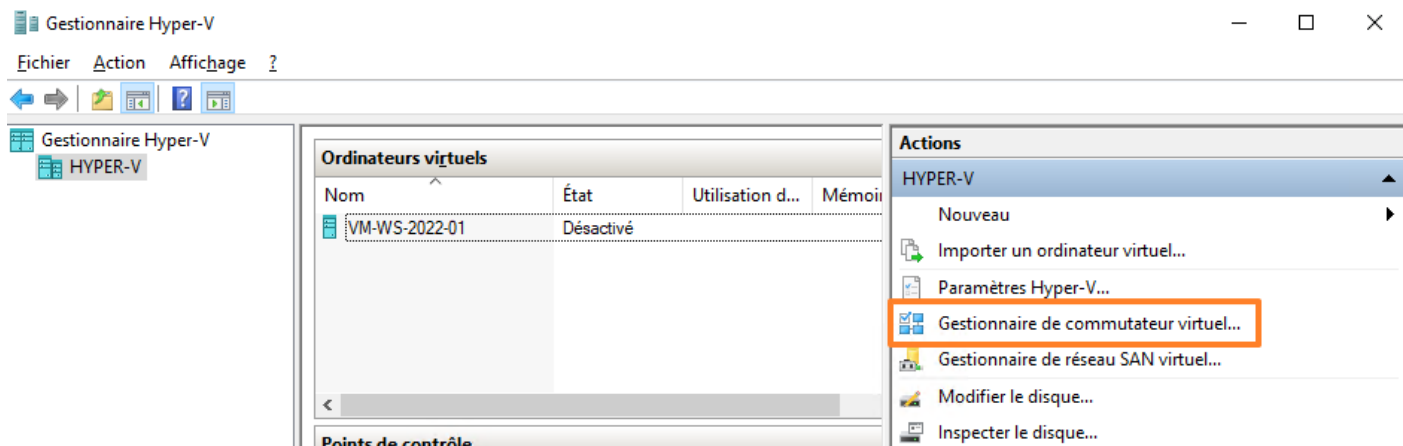 Gestionnaire Hyper-V
Fichier Action Affichage ?
Gestionnaire Hyper-V
HYPER-V
Ordinateurs virtuels
Nom État Utilisation d... Mémoir
VM-WS-2022-01 Désactivé
Points de contrôle
Actions
HYPER-V
Nouveau
Importer un ordinateur virtuel...
Paramètres Hyper-V...
Gestionnaire de commutateur virtuel...
Gestionnaire de réseau SAN virtuel...
Modifier le disque...
Inspecter le disque...